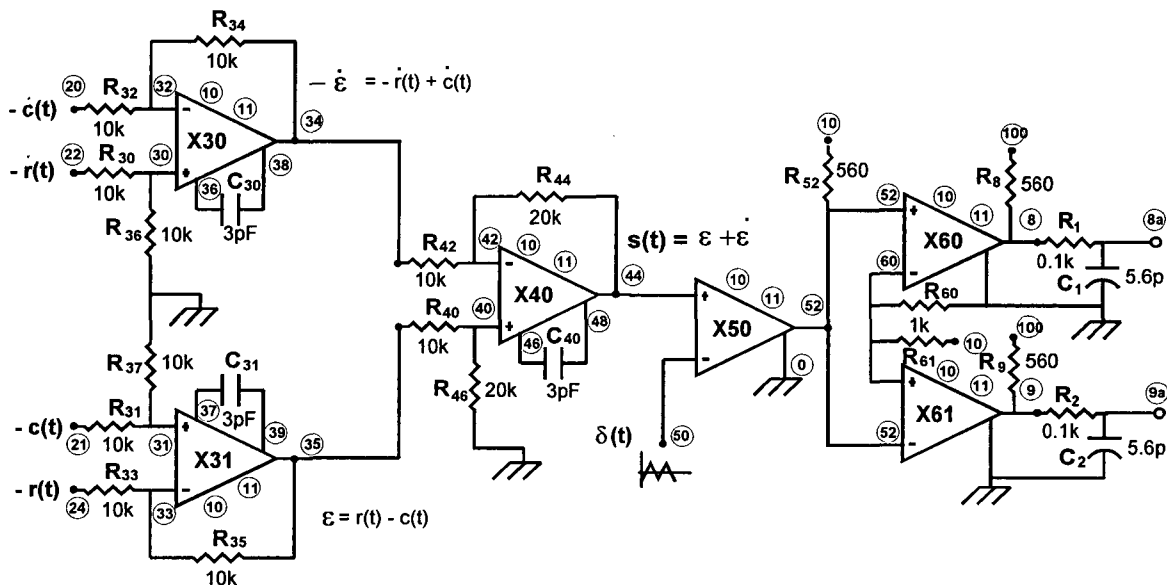 R34
10k
20 R32 32 10 11
- ċ(t)
10k
X30
- ε̇ = - ṙ(t) + ċ(t)
34
22 R30 30
- ṙ(t)
10k
38
36 C30
3pF
R36 10k
R37 10k
C31
3pF
37 39
- c(t) R31
21 10k 31
X31
35
- r(t) R33
24 10k 33
10 11
R35
10k
ε = r(t) - c(t)
R44
20k
R42 42 10 11
10k
X40
44
s(t) = ε + ε̇
R40 40
10k
46 C40 48
3pF
R46 20k
10 11
X50
52
0
δ(t) 50
10
R52 560
52 10 11
X60
60
100
R8 560
8 R1 8a
0.1k
C1 5.6p
R60
1k
10
R61
100
R9 560
10 11
X61
52
9 R2 9a
0.1k
C2 5.6p